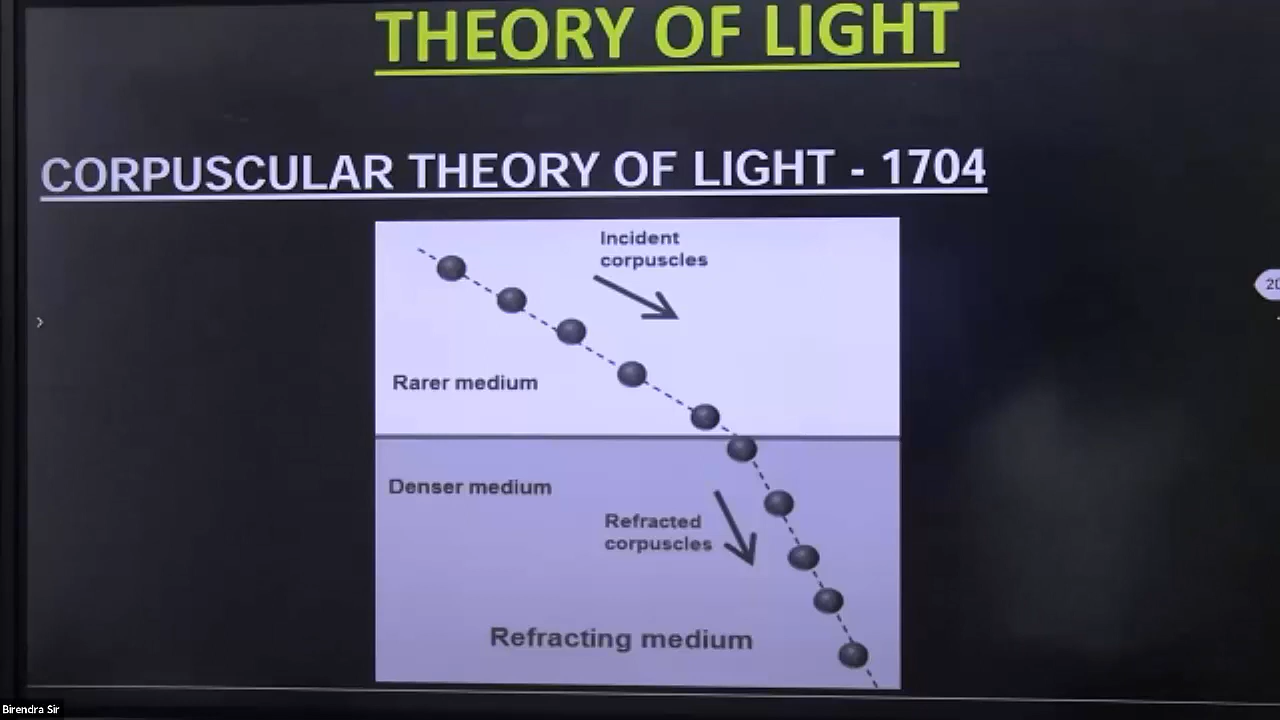 THEORY OF LIGHT
CORPUSCULAR THEORY OF LIGHT - 1704
Incident
corpuscles
Rarer medium
Denser medium
Refracted
corpuscles
Refracting medium
20
Birendra Sir